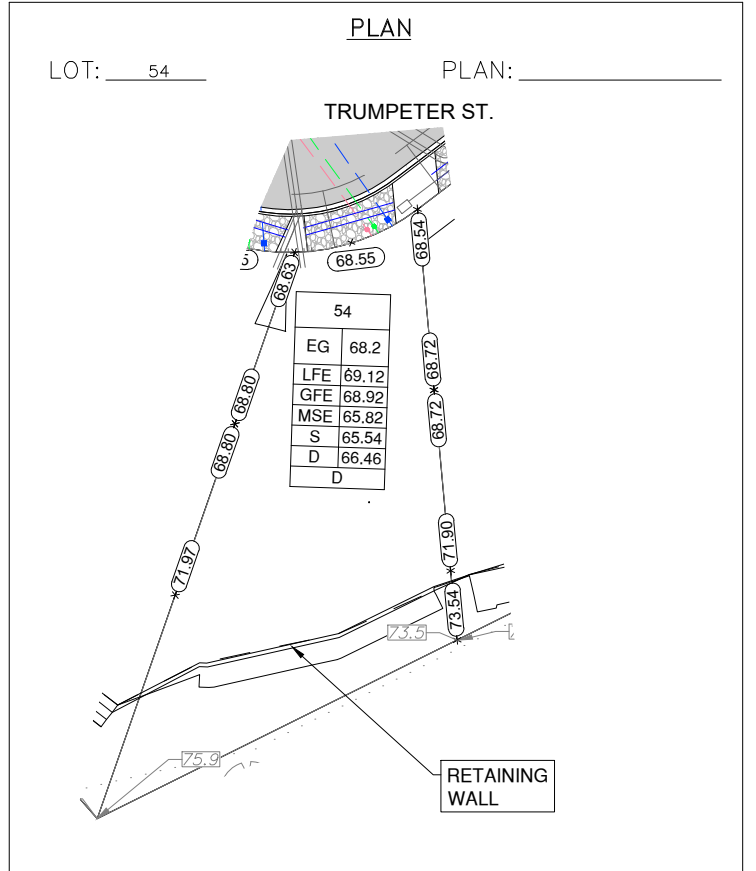 PLAN
LOT: 54
PLAN:
TRUMPETER ST.
5
68.63
68.55
68.54
54
EG 68.2
LFE 69.12
GFE 68.92
MSE 65.82
S 65.54
D 66.46
D
68.80
68.80
68.72
68.72
71.97
71.90
73.54
73.5
75.9
RETAINING
WALL